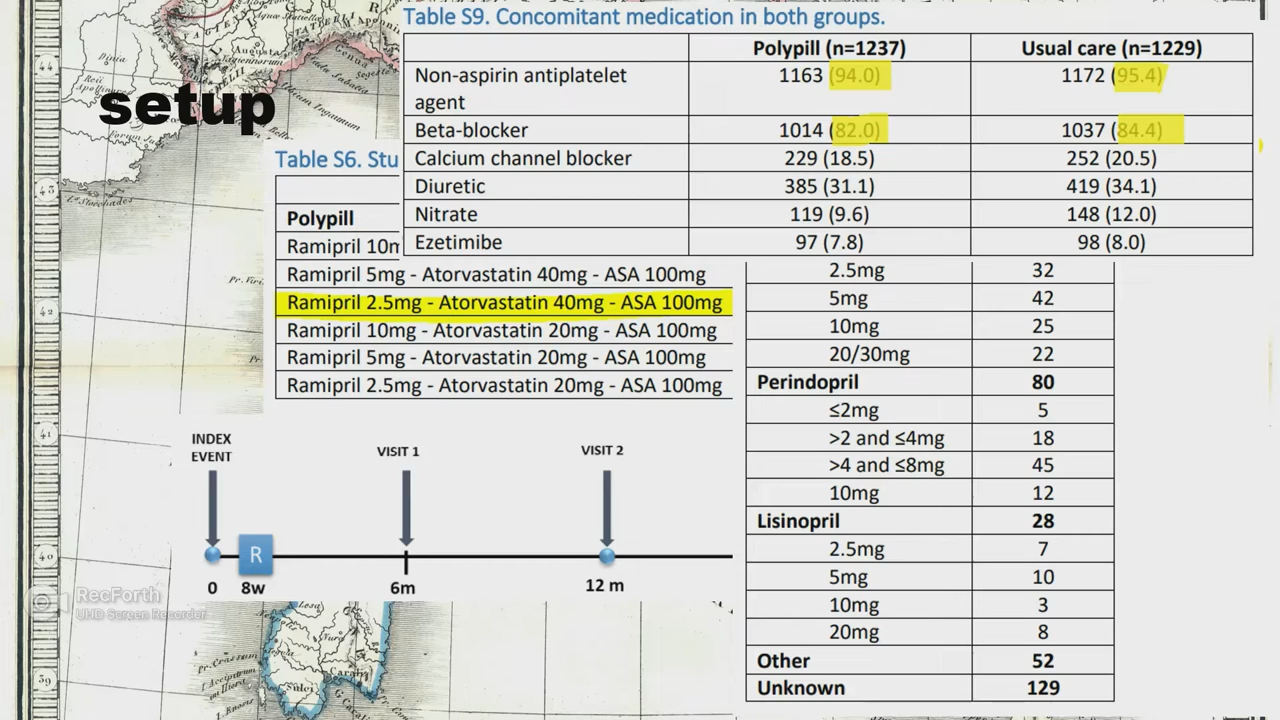 Table S9. Concomitant medication in both groups.
Polypill (n=1237) Usual care (n=1229)
Non-aspirin antiplatelet agent 1163 (94.0) 1172 (95.4)
Beta-blocker 1014 (82.0) 1037 (84.4)
Calcium channel blocker 229 (18.5) 252 (20.5)
Diuretic 385 (31.1) 419 (34.1)
Nitrate 119 (9.6) 148 (12.0)
Ezetimibe 97 (7.8) 98 (8.0)
setup
Table S6. Stu
Polypill
Ramipril 10m
Ramipril 5mg - Atorvastatin 40mg - ASA 100mg
Ramipril 2.5mg - Atorvastatin 40mg - ASA 100mg
Ramipril 10mg - Atorvastatin 20mg - ASA 100mg
Ramipril 5mg - Atorvastatin 20mg - ASA 100mg
Ramipril 2.5mg - Atorvastatin 20mg - ASA 100mg
2.5mg 32
5mg 42
10mg 25
20/30mg 22
Perindopril 80
≤2mg 5
>2 and ≤4mg 18
>4 and ≤8mg 45
10mg 12
Lisinopril 28
2.5mg 7
5mg 10
10mg 3
20mg 8
Other 52
Unknown 129
INDEX
EVENT
VISIT 1
VISIT 2
R
0 8w 6m 12 m
RecForth
UHD Screen Recorder
44
43
42
41
40
39